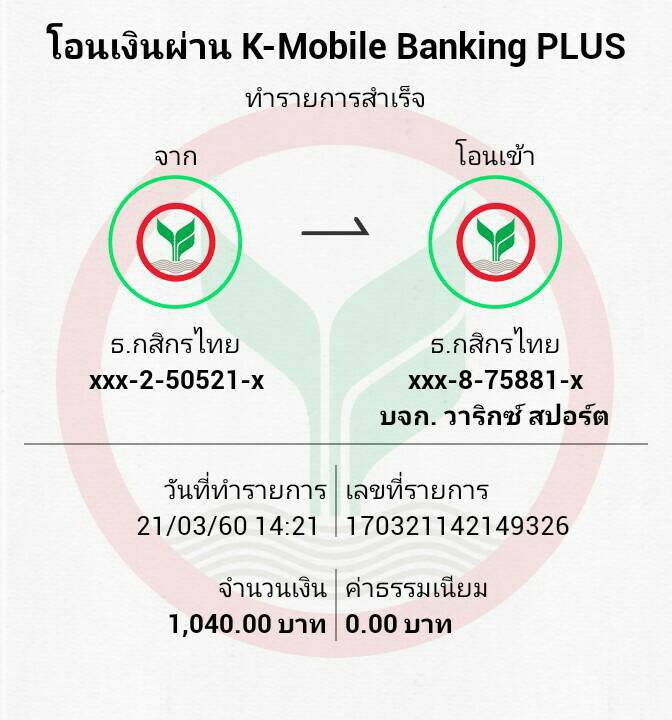 โอนเงินผ่าน K-Mobile Banking PLUS
ทำรายการสำเร็จ
จาก
โอนเข้า
ธ.กสิกรไทย
xxx-2-50521-x
ธ.กสิกรไทย
xxx-8-75881-x
บจก. วาริกซ์ สปอร์ต
วันที่ทำรายการ
21/03/60 14:21
เลขที่รายการ
170321142149326
จำนวนเงิน
1,040.00 บาท
ค่าธรรมเนียม
0.00 บาท